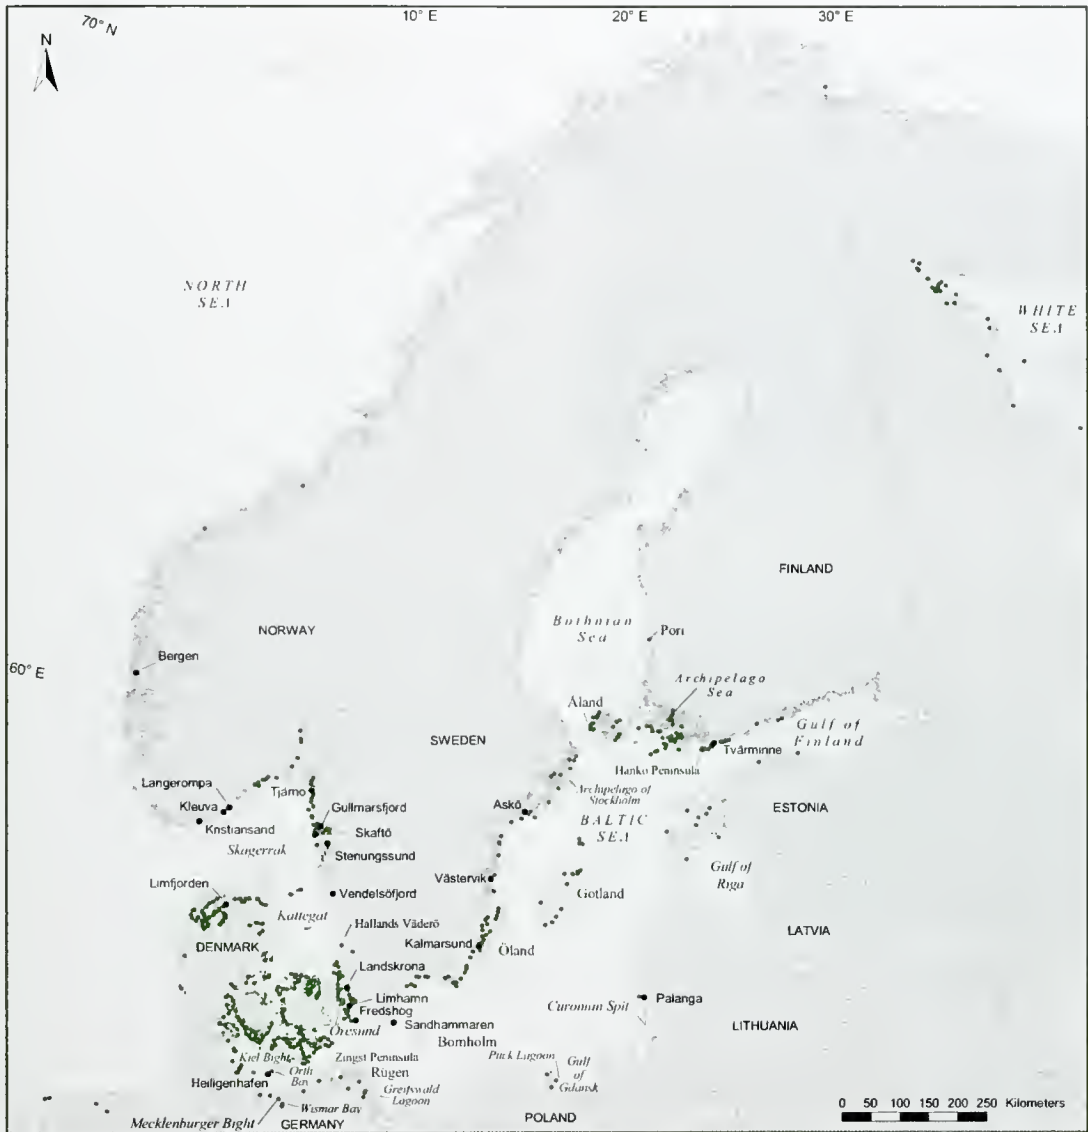 70° N
10° E
20° E
30° E
N
NORTH
SEA
WHITE
SEA
FINLAND
NORWAY
Bothnian
Sea
Pori
Bergen
60° E
Archipelago
Sea
Åland
Gulf of
Finland
SWEDEN
Tvärminne
Hanko Peninsula
Langerompa
Tjärnö
Archipelago of
Stockholm
Kleuva
Gullmarsfjord
Askö
ESTONIA
Kristiansand
Skaftö
BALTIC
SEA
Skagerrak
Stenungssund
Gulf of
Riga
Västervik
Limfjorden
Vendelsöfjord
Gotland
Kattegat
Hallands Väderö
LATVIA
DENMARK
Kalmarsund
Öland
Landskrona
Limhamn
Palanga
Fredshög
Curonian Spit
Öresund
Sandhammaren
LITHUANIA
Bornholm
Kiel Bight
Zingst Peninsula
Puck Lagoon
Orth
Bay
Rügen
Gulf
of
Gdansk
Heiligenhafen
Greifswald
Lagoon
Wismar Bay
Mecklenburger Bight
GERMANY
POLAND
0 50 100 150 200 250 Kilometers